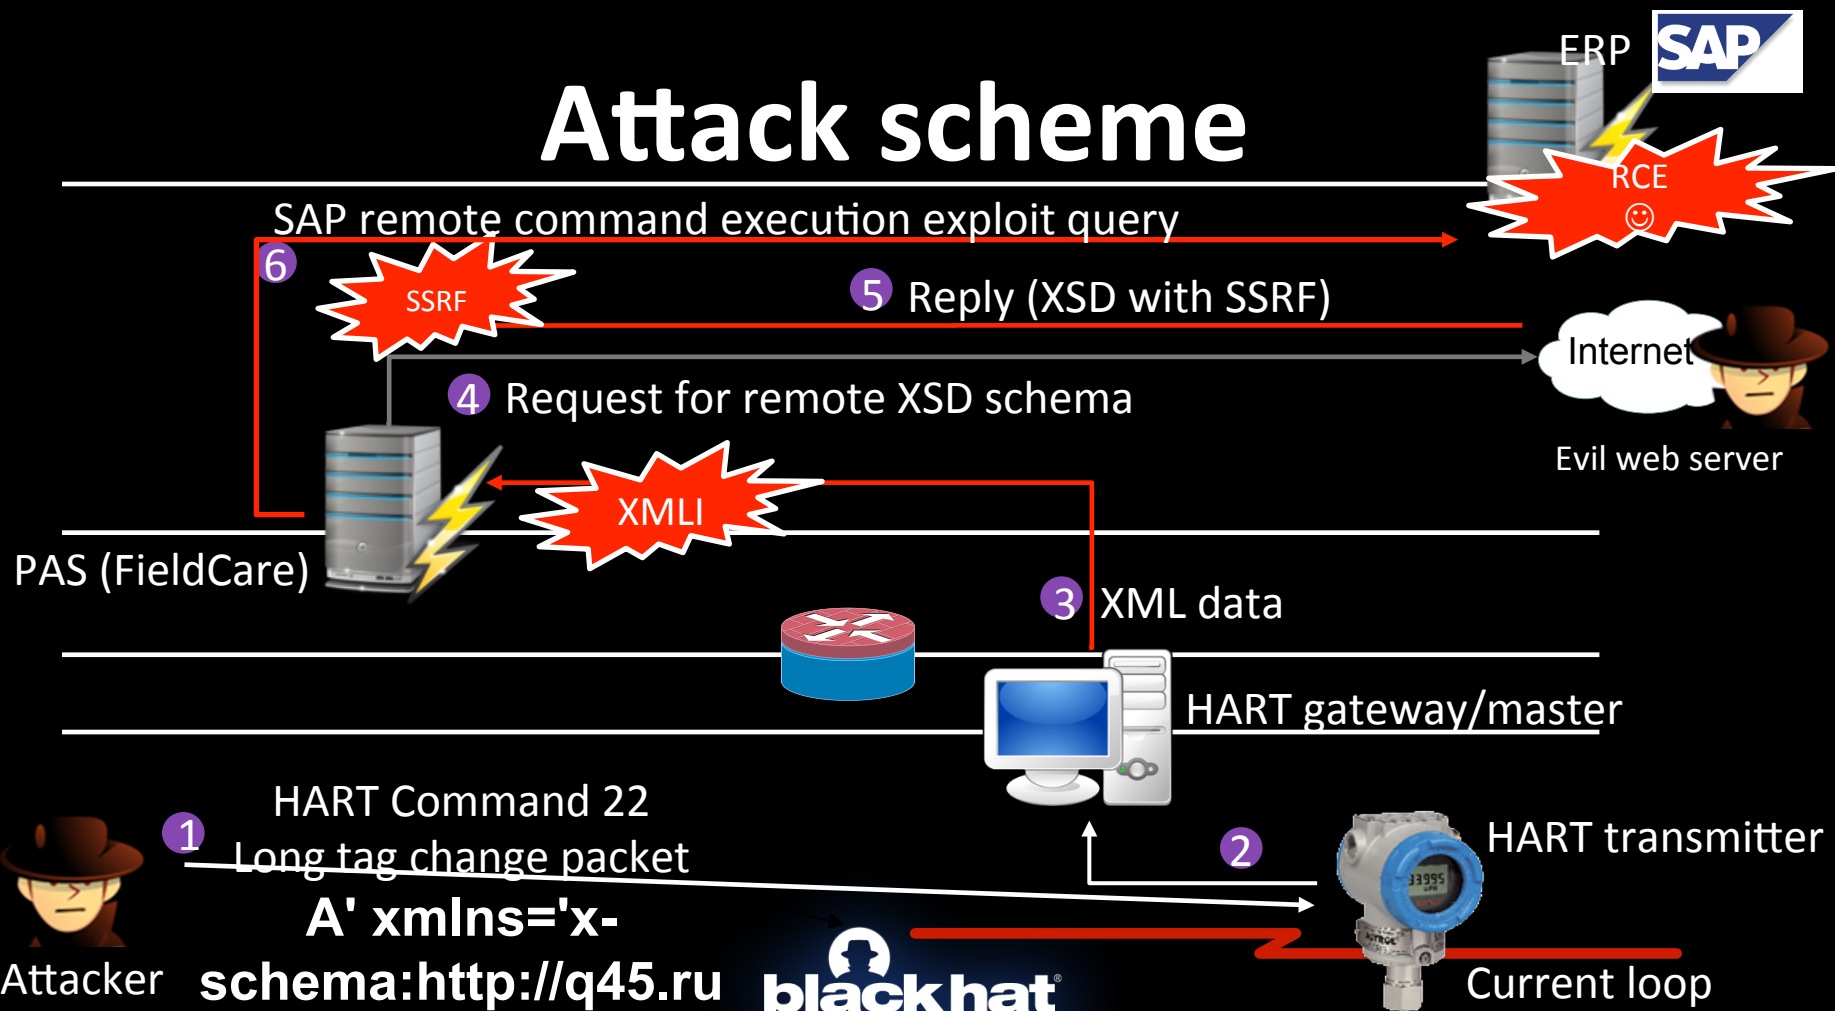 ERP SAP
Attack scheme
RCE
☺
SAP remote command execution exploit query
6
SSRF
5 Reply (XSD with SSRF)
Internet
4 Request for remote XSD schema
Evil web server
XMLI
PAS (FieldCare)
3 XML data
HART gateway/master
HART Command 22
1
Long tag change packet
2
HART transmitter
33995
A' xmlns='x-
schema:http://q45.ru
Attacker
blackhat®
Current loop